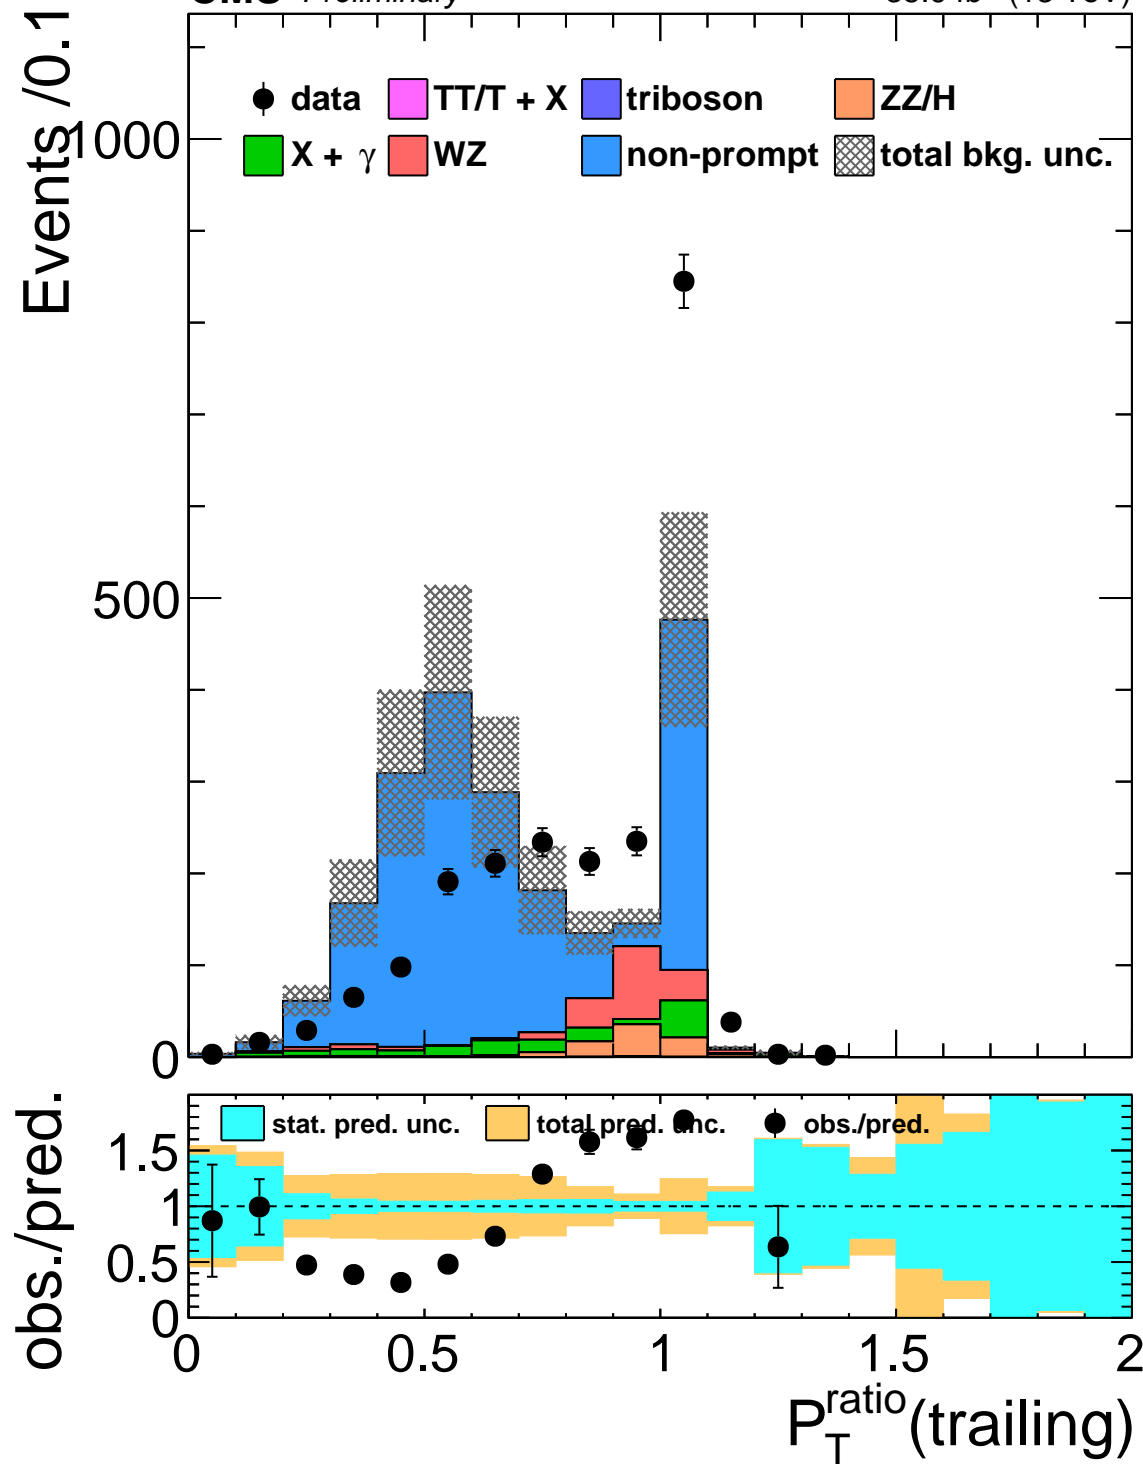 Preliminary
Events /0.1
data
TT/T + X
triboson
ZZ/H
X + γ
WZ
non-prompt
total bkg. unc.
1000
500
0
obs./pred.
stat. pred. unc.
total pred. unc.
obs./pred.
1.5
1
0.5
0
0 0.5 1 1.5 2
P_T^ratio(trailing)